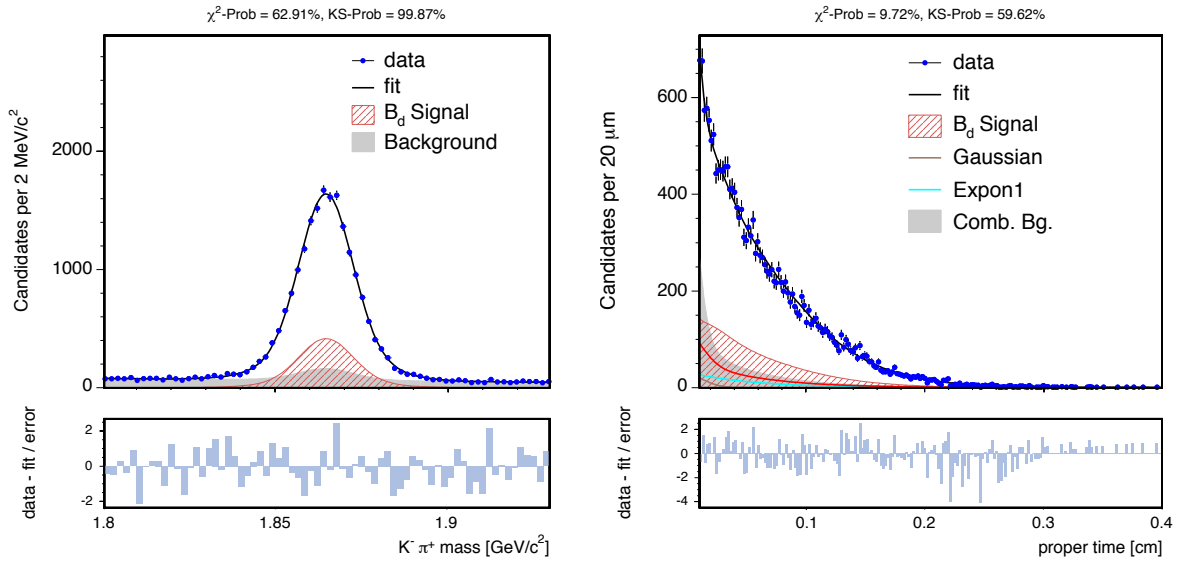 χ²-Prob = 62.91%, KS-Prob = 99.87%
Candidates per 2 MeV/c²
2000
1000
0
data
fit
B_d Signal
Background
data - fit / error
2
0
-2
1.8
1.85
1.9
K⁻ π⁺ mass [GeV/c²]
χ²-Prob = 9.72%, KS-Prob = 59.62%
Candidates per 20 μm
600
400
200
0
data
fit
B_d Signal
Gaussian
Expon1
Comb. Bg.
data - fit / error
2
0
-2
-4
0.1
0.2
0.3
0.4
proper time [cm]